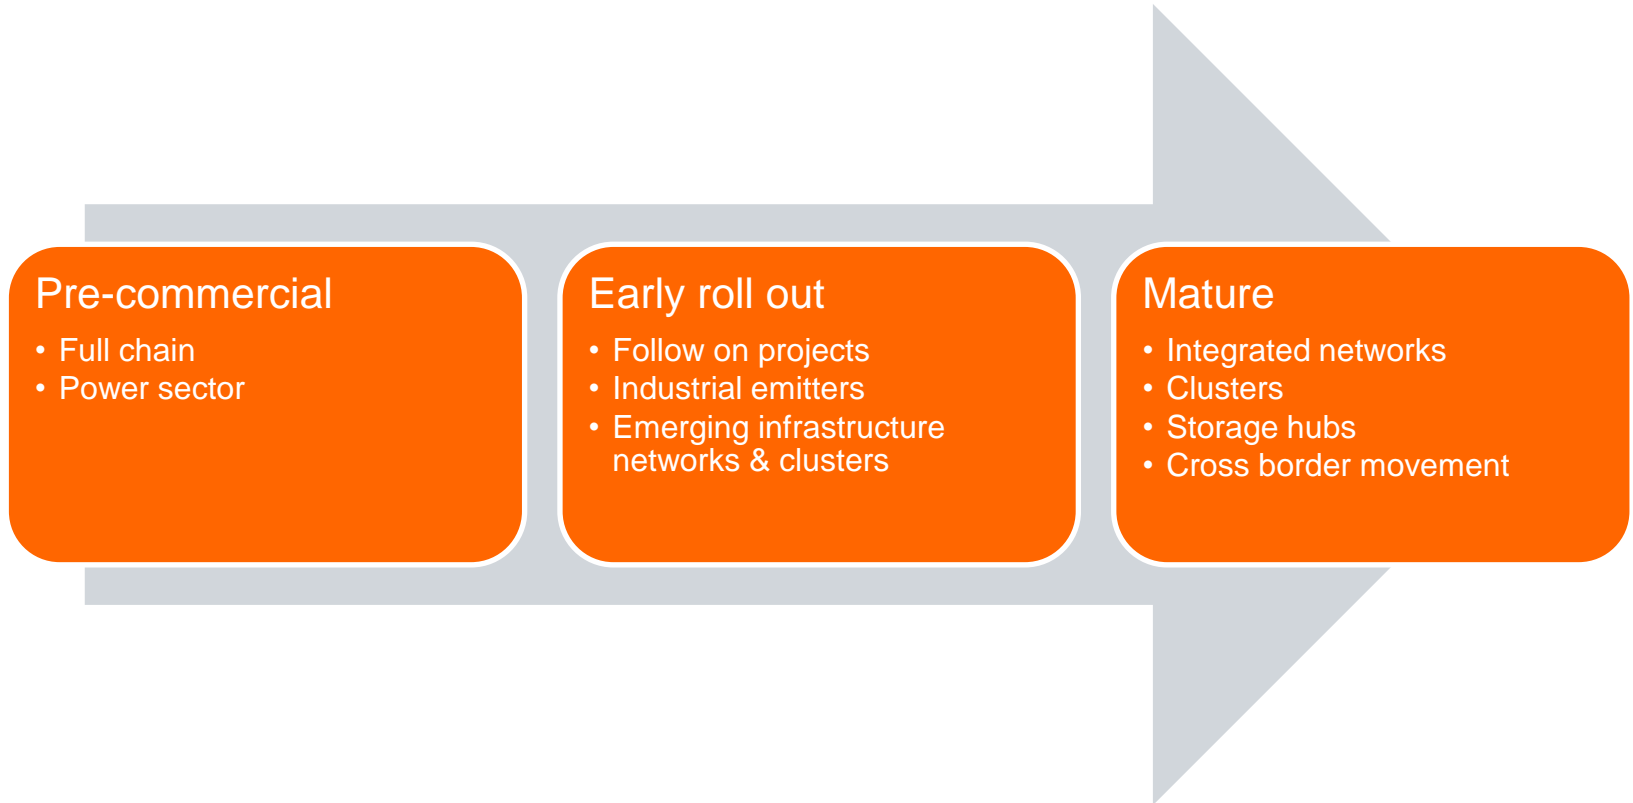 Pre-commercial
• Full chain
• Power sector
Early roll out
• Follow on projects
• Industrial emitters
• Emerging infrastructure
networks & clusters
Mature
• Integrated networks
• Clusters
• Storage hubs
• Cross border movement